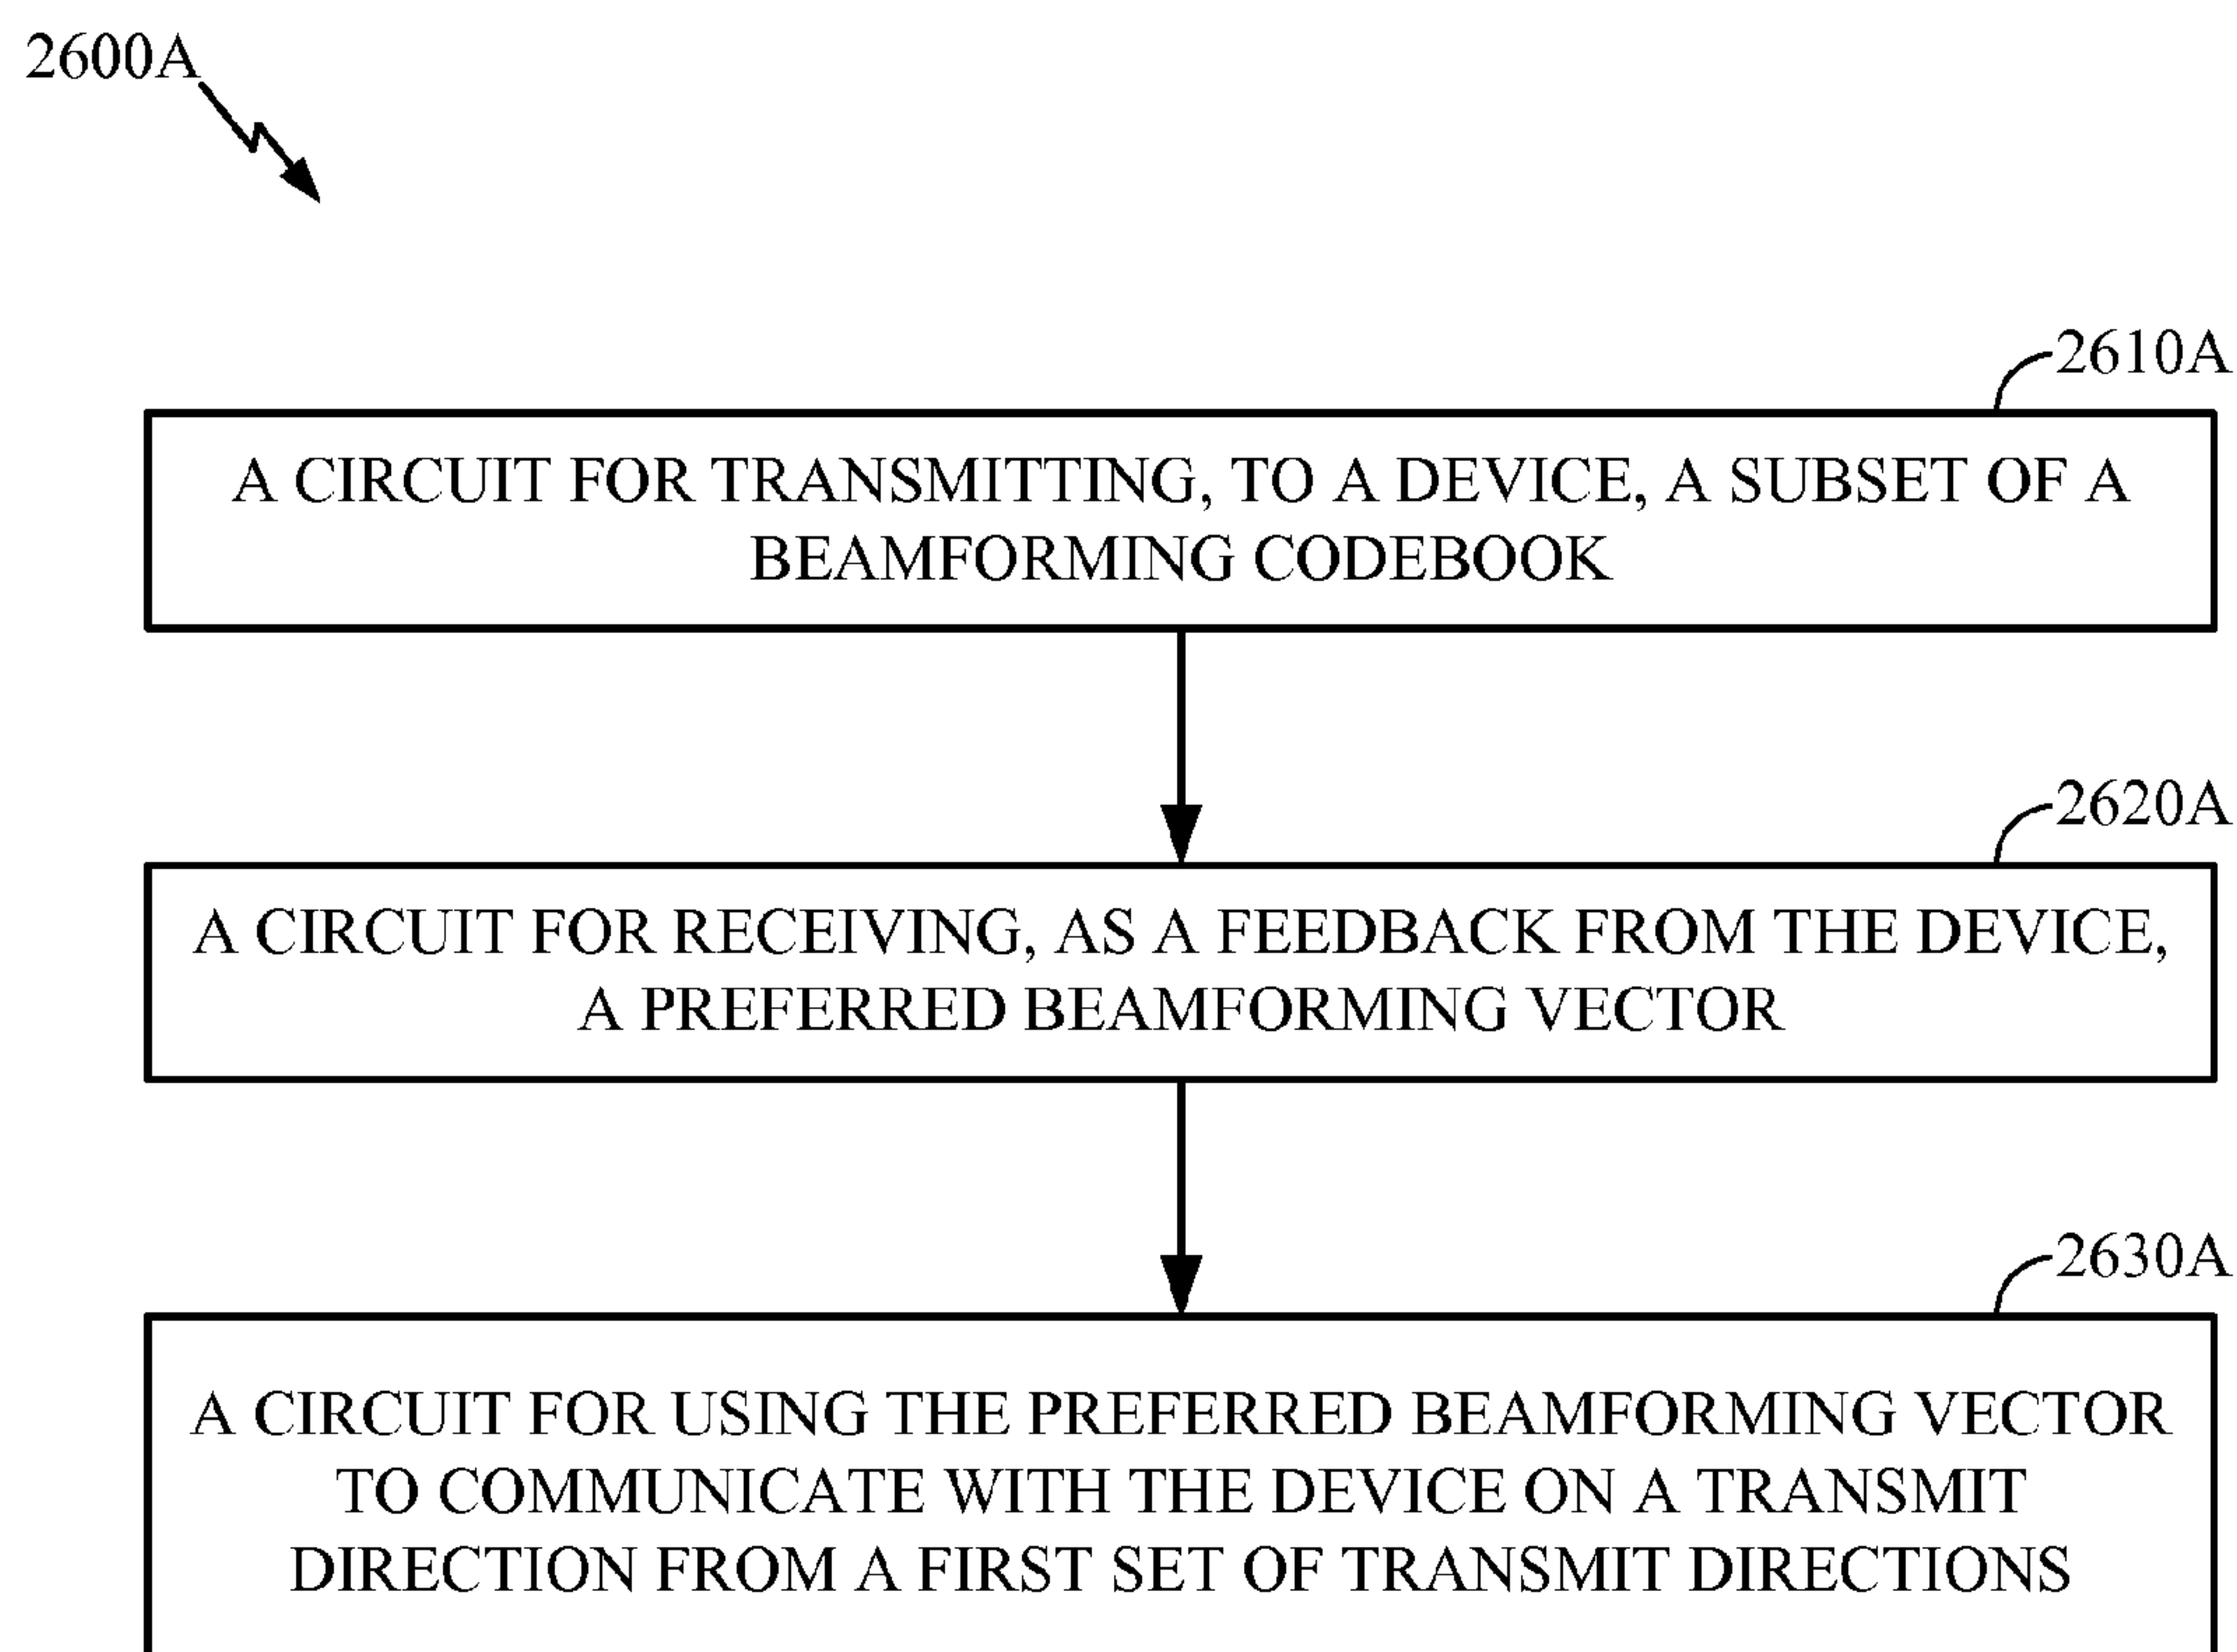 2600A
2610A
A CIRCUIT FOR TRANSMITTING, TO A DEVICE, A SUBSET OF A
BEAMFORMING CODEBOOK
2620A
A CIRCUIT FOR RECEIVING, AS A FEEDBACK FROM THE DEVICE,
A PREFERRED BEAMFORMING VECTOR
2630A
A CIRCUIT FOR USING THE PREFERRED BEAMFORMING VECTOR
TO COMMUNICATE WITH THE DEVICE ON A TRANSMIT
DIRECTION FROM A FIRST SET OF TRANSMIT DIRECTIONS